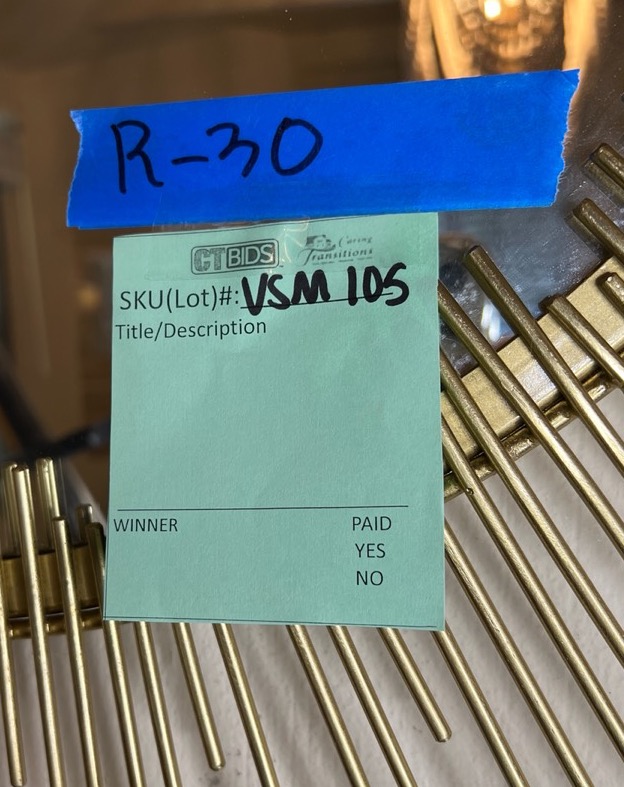 R-30
CTBIDS Caring Transitions
SKU(Lot)#: VSM 105
Title/Description
WINNER PAID
YES
NO